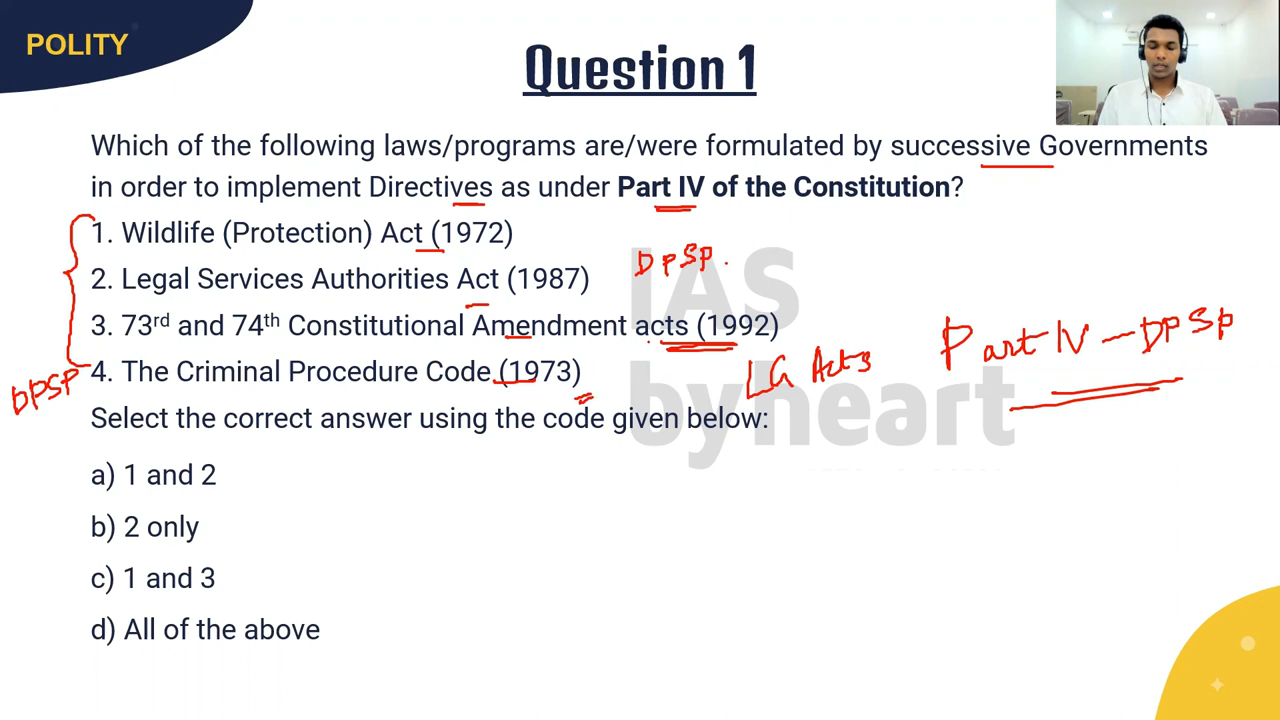 POLITY
Question 1
Which of the following laws/programs are/were formulated by successive Governments
in order to implement Directives as under Part IV of the Constitution?
1. Wildlife (Protection) Act (1972)
2. Legal Services Authorities Act (1987)
DPSP.
IAS
3. 73rd and 74th Constitutional Amendment acts (1992)
Part IV - DPSP
4. The Criminal Procedure Code (1973)
DPSP
LG Acts
byheart
Select the correct answer using the code given below:
a) 1 and 2
b) 2 only
c) 1 and 3
d) All of the above